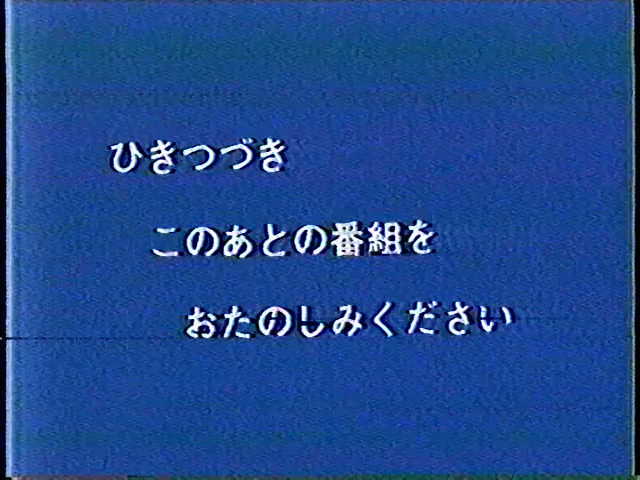 ひきつづき
このあとの番組を
おたのしみください